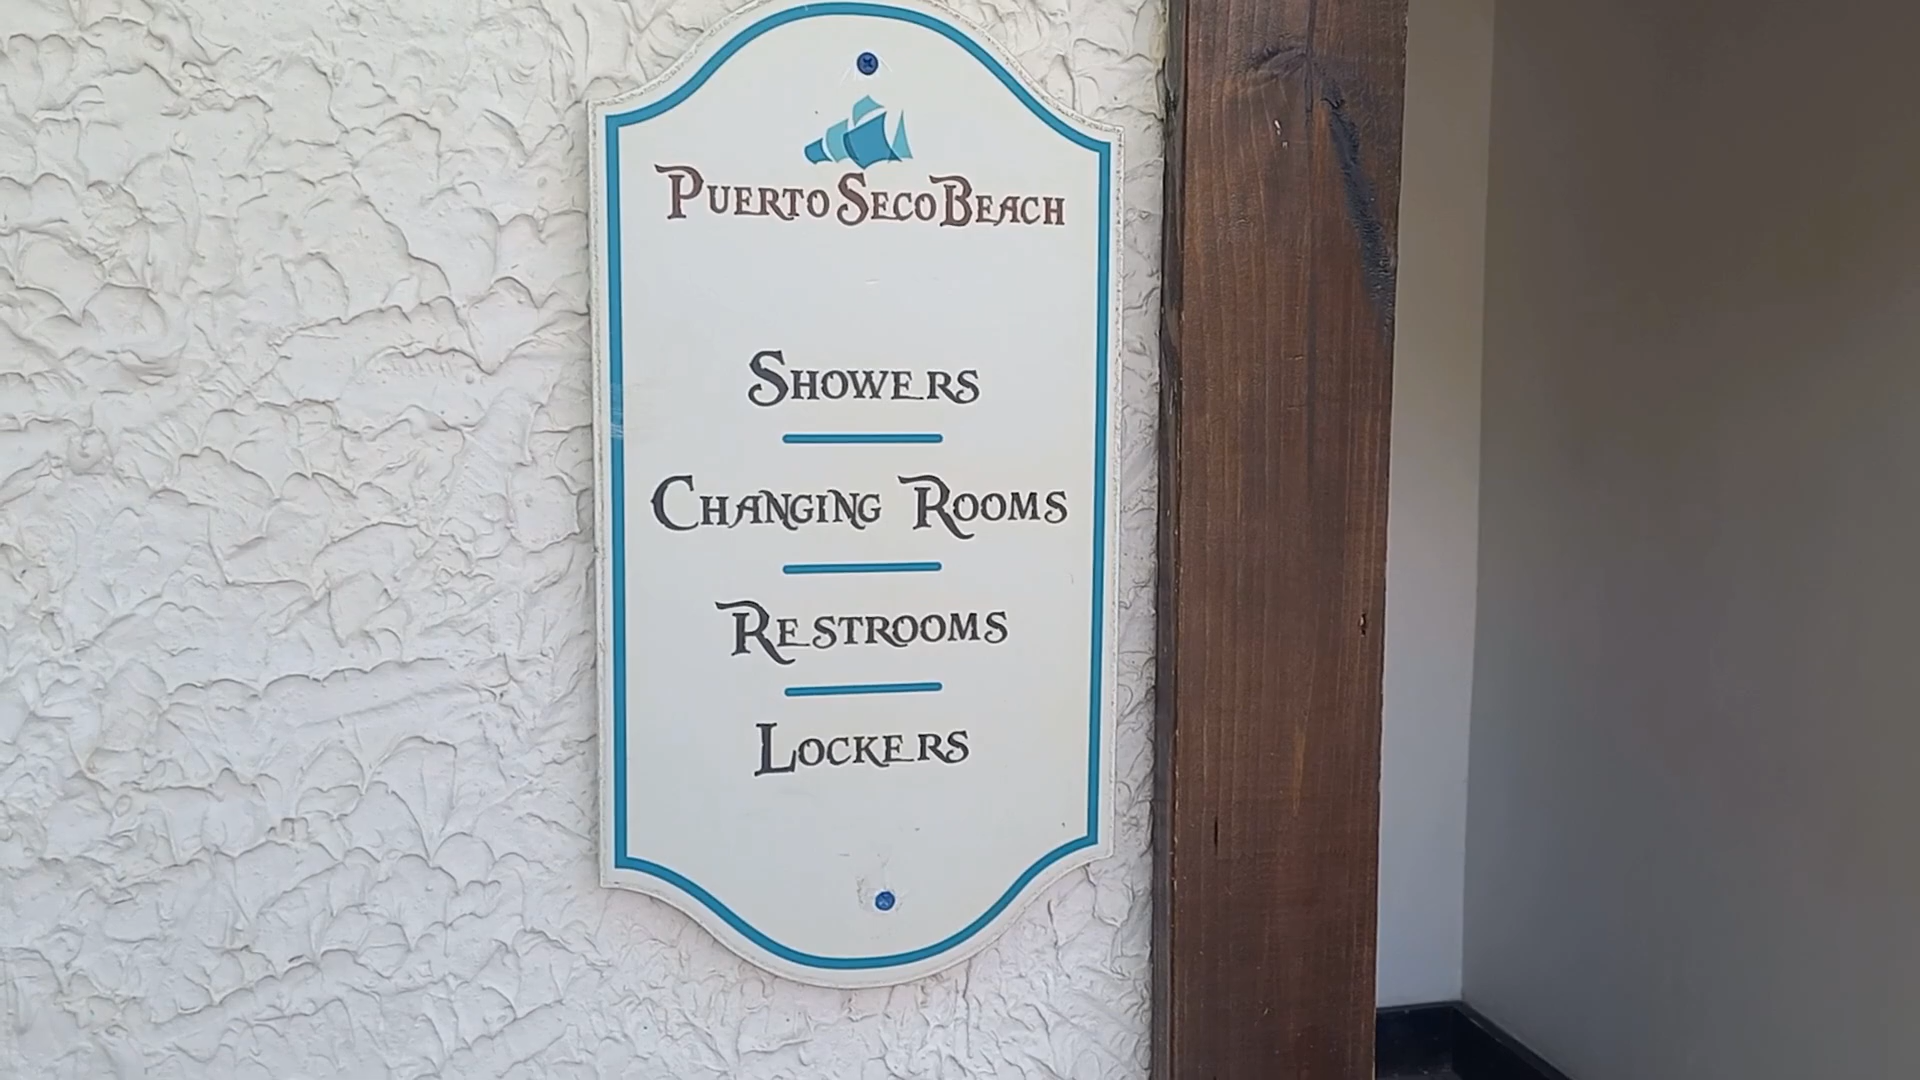 Puerto Seco Beach
Showers
Changing Rooms
Restrooms
Lockers